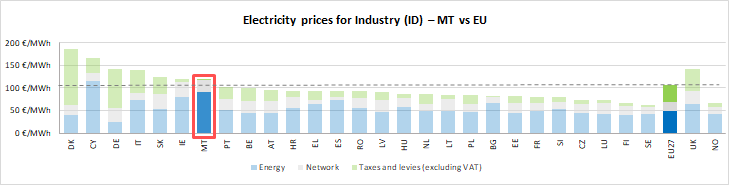 Electricity prices for Industry (ID) – MT vs EU
200 €/MWh
150 €/MWh
100 €/MWh
50 €/MWh
0 €/MWh
DK CY DE IT SK IE MT PT BE AT HR EL ES RO LV HU NL LT PL BG EE FR SI CZ LU FI SE EU27 UK NO
Energy Network Taxes and levies (excluding VAT)